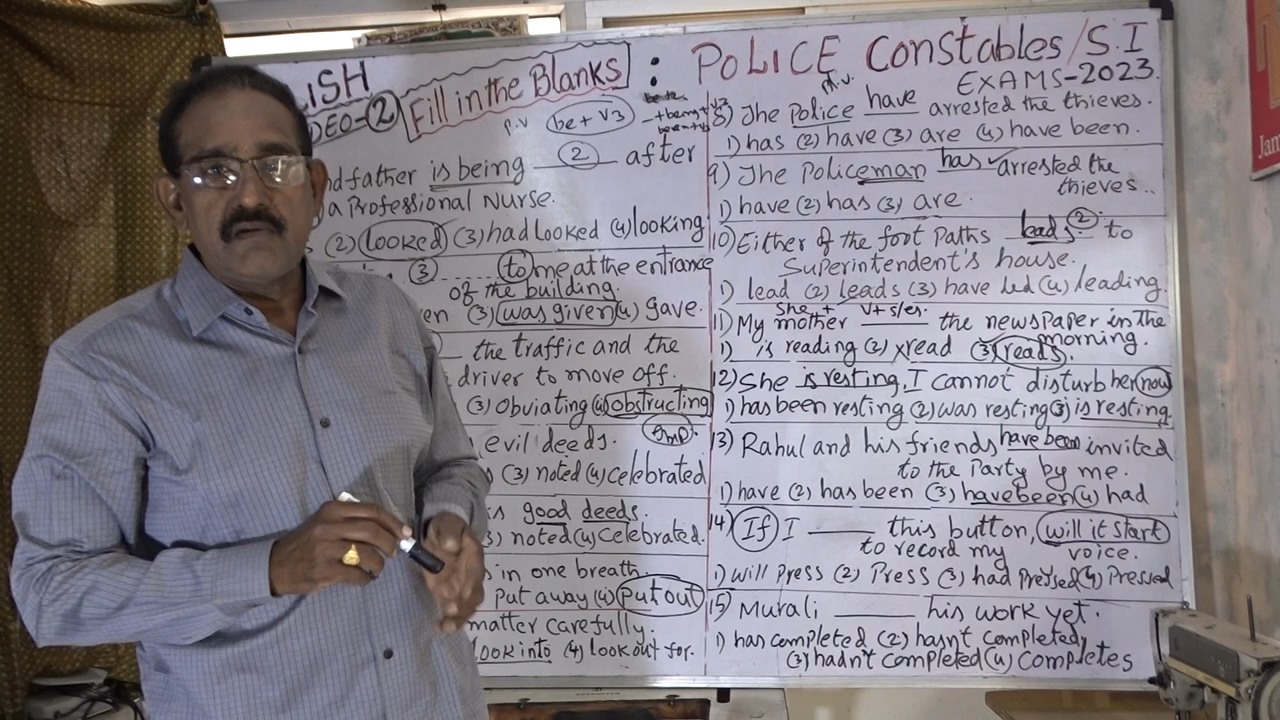 LISH
DEO-2 Fill in the Blanks :
POLICE Constables/S.I
EXAMS-2023.
p.v be+v3
ndfather is being 2 after
a Professional Nurse.
(2) looked (3) had looked (4) looking
3 to me at the entrance
of the building.
en (3) was given (4) gave.
the traffic and the
driver to move off.
(3) Obviating (4) obstructing
Imp.
evil deeds.
(3) noted (4) celebrated
is good deeds.
3) noted (4) celebrated.
s in one breath.
Put away (4) Put out
matter carefully.
look into (4) look out for.
p.v.
8) The Police have arrested the thieves.
1) has (2) have (3) are (4) have been.
9) The Policeman has arrested the
thieves..
1) have (2) has (3) are.
10) Either of the foot Paths leads (2) to
Superintendent's house.
1) lead (2) leads (3) have led (4) leading
she + v+s/es.
11) My mother ____ the newspaper in the
morning.
1) is reading (2) x read (3) reads.
12) She is resting, I cannot disturb her now
1) has been resting (2) was resting (3) is resting.
13) Rahul and his friends have been invited
to the Party by me.
1) have (2) has been (3) have been (4) had
14) If I ____ this button, will it start
to record my voice.
1) will press (2) Press (3) had pressed (4) Pressed
15) Murali ____ his work yet.
1) has completed (2) hasn't completed,
(3) hadn't completed (4) completes
Jan